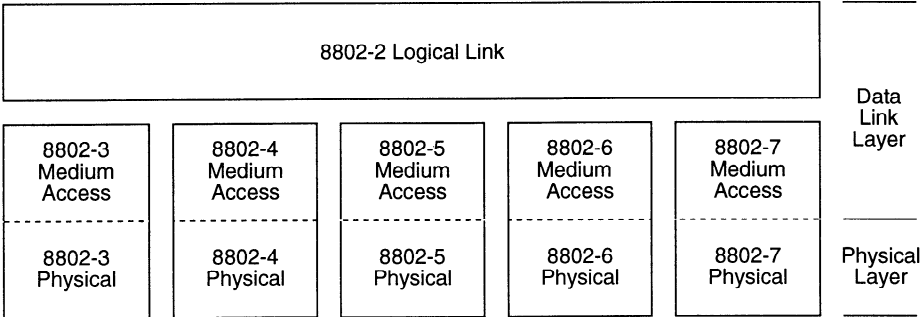 8802-2 Logical Link
Data
Link
Layer
8802-3
Medium
Access
8802-4
Medium
Access
8802-5
Medium
Access
8802-6
Medium
Access
8802-7
Medium
Access
8802-3
Physical
8802-4
Physical
8802-5
Physical
8802-6
Physical
8802-7
Physical
Physical
Layer